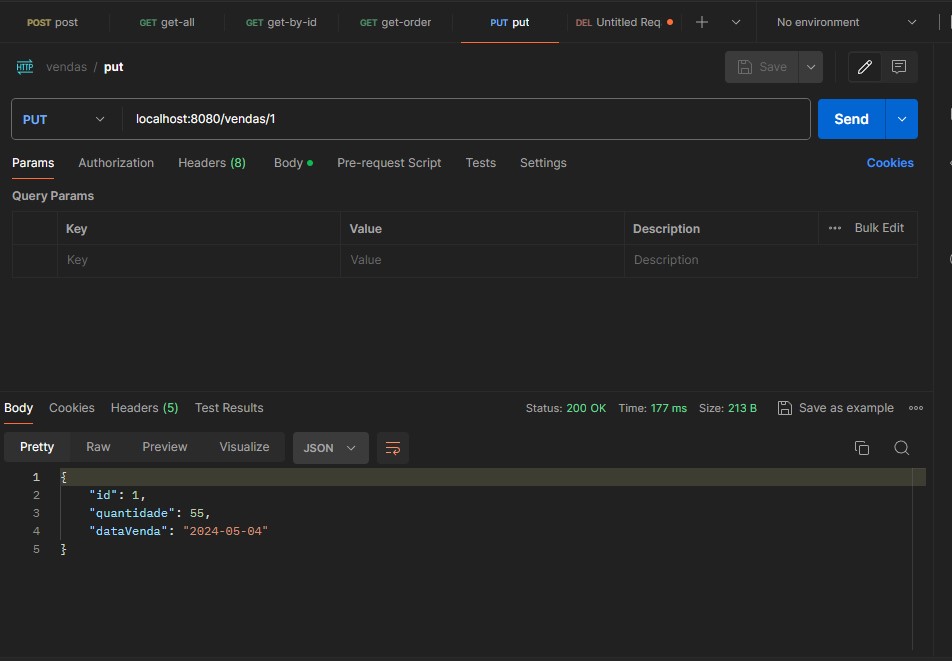 POST post GET get-all GET get-by-id GET get-order PUT put DEL Untitled Req No environment
HTTP vendas / put Save
PUT localhost:8080/vendas/1 Send
Params Authorization Headers (8) Body Pre-request Script Tests Settings Cookies
Query Params
Key Value Description ••• Bulk Edit
Key Value Description
Body Cookies Headers (5) Test Results Status: 200 OK Time: 177 ms Size: 213 B Save as example
Pretty Raw Preview Visualize JSON
1 {
2 "id": 1,
3 "quantidade": 55,
4 "dataVenda": "2024-05-04"
5 }